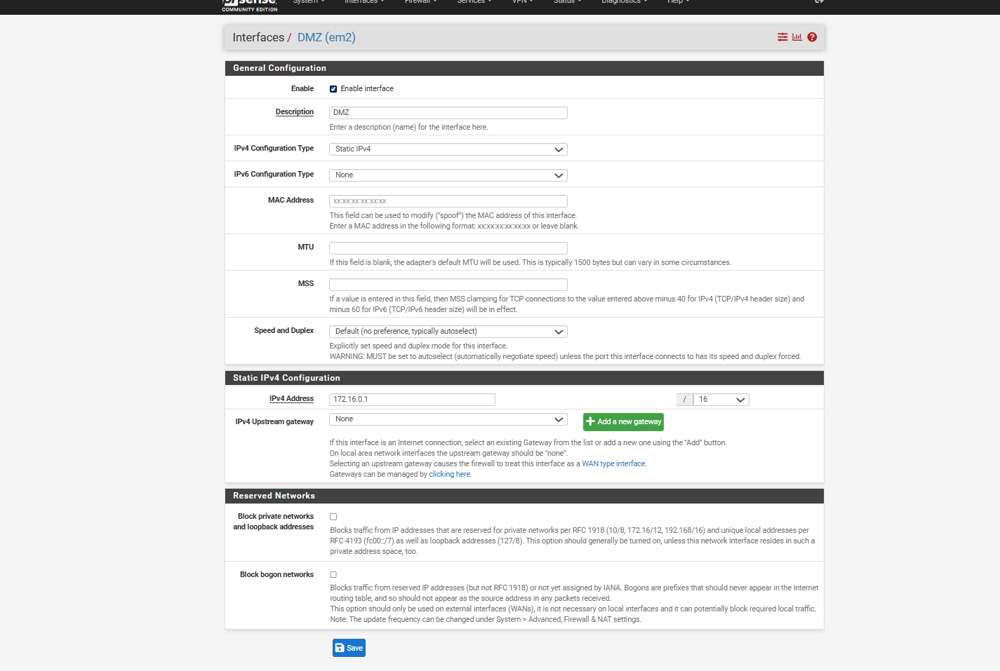 COMMUNITY EDITION
System Interfaces Firewall Services VPN Status Diagnostics Help
Interfaces / DMZ (em2)
General Configuration
Enable Enable interface
Description DMZ
Enter a description (name) for the interface here.
IPv4 Configuration Type Static IPv4
IPv6 Configuration Type None
MAC Address xx:xx:xx:xx:xx:xx
This field can be used to modify ("spoof") the MAC address of this interface.
Enter a MAC address in the following format: xx:xx:xx:xx:xx:xx or leave blank.
MTU
If this field is blank, the adapter's default MTU will be used. This is typically 1500 bytes but can vary in some circumstances.
MSS
If a value is entered in this field, then MSS clamping for TCP connections to the value entered above minus 40 for IPv4 (TCP/IPv4 header size) and
minus 60 for IPv6 (TCP/IPv6 header size) will be in effect.
Speed and Duplex Default (no preference, typically autoselect)
Explicitly set speed and duplex mode for this interface.
WARNING: MUST be set to autoselect (automatically negotiate speed) unless the port this interface connects to has its speed and duplex forced.
Static IPv4 Configuration
IPv4 Address 172.16.0.1 / 16
IPv4 Upstream gateway None Add a new gateway
If this interface is an Internet connection, select an existing Gateway from the list or add a new one using the "Add" button.
On local area network interfaces the upstream gateway should be "none".
Selecting an upstream gateway causes the firewall to treat this interface as a WAN type interface.
Gateways can be managed by clicking here.
Reserved Networks
Block private networks
and loopback addresses
Blocks traffic from IP addresses that are reserved for private networks per RFC 1918 (10/8, 172.16/12, 192.168/16) and unique local addresses per
RFC 4193 (fc00::/7) as well as loopback addresses (127/8). This option should generally be turned on, unless this network interface resides in such a
private address space, too.
Block bogon networks
Blocks traffic from reserved IP addresses (but not RFC 1918) or not yet assigned by IANA. Bogons are prefixes that should never appear in the Internet
routing table, and so should not appear as the source address in any packets received.
This option should only be used on external interfaces (WANs), it is not necessary on local interfaces and it can potentially block required local traffic.
Note: The update frequency can be changed under System > Advanced, Firewall & NAT settings.
Save